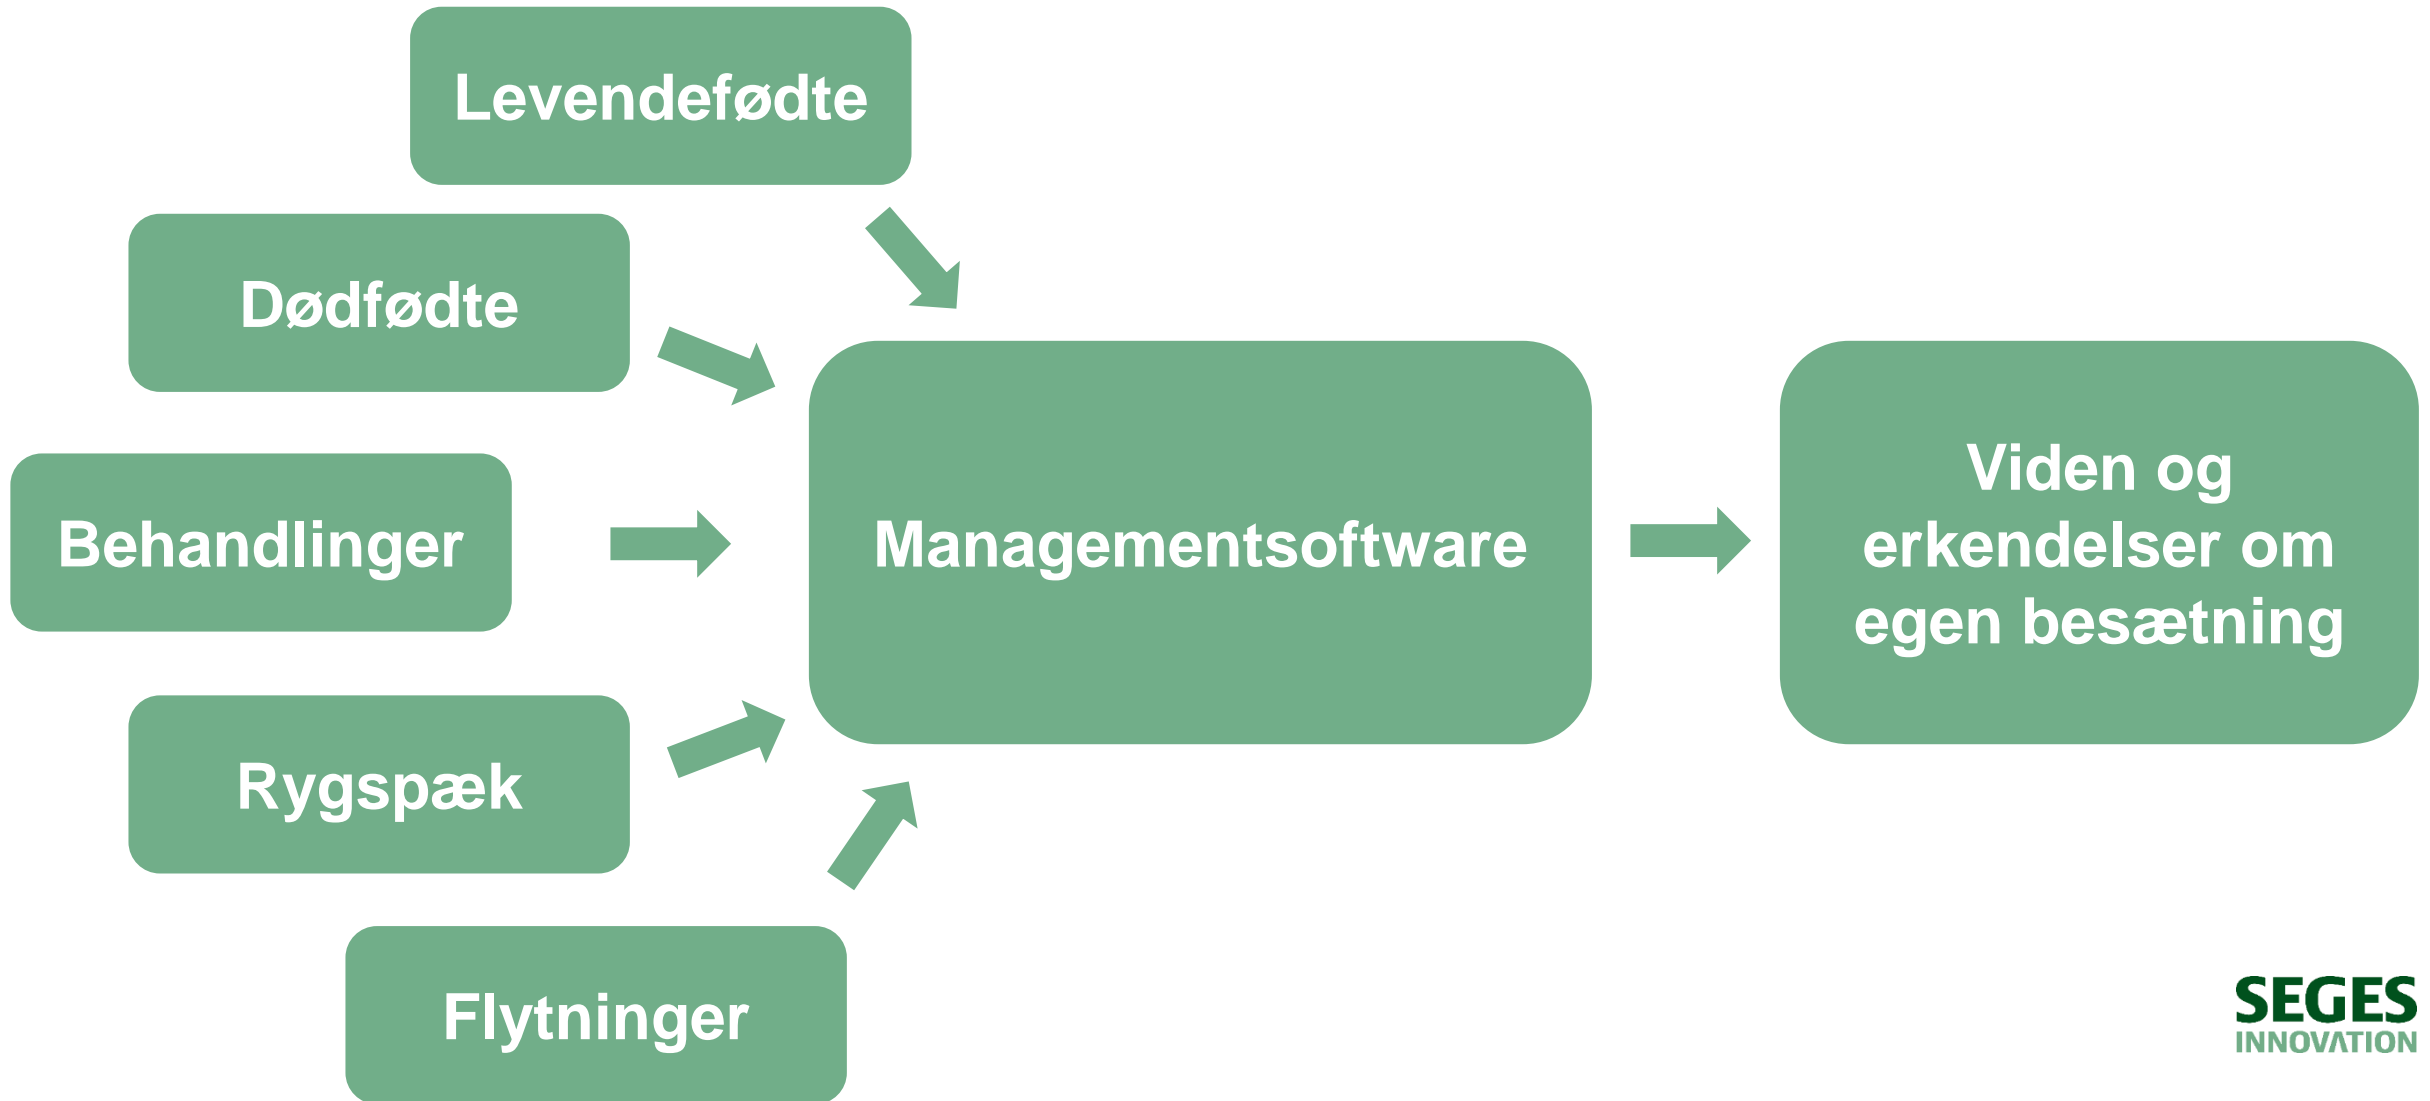 Levendefødte
Dødfødte
Behandlinger
Rygspæk
Flytninger
Managementsoftware
Viden og
erkendelser om
egen besætning
SEGES
INNOVATION